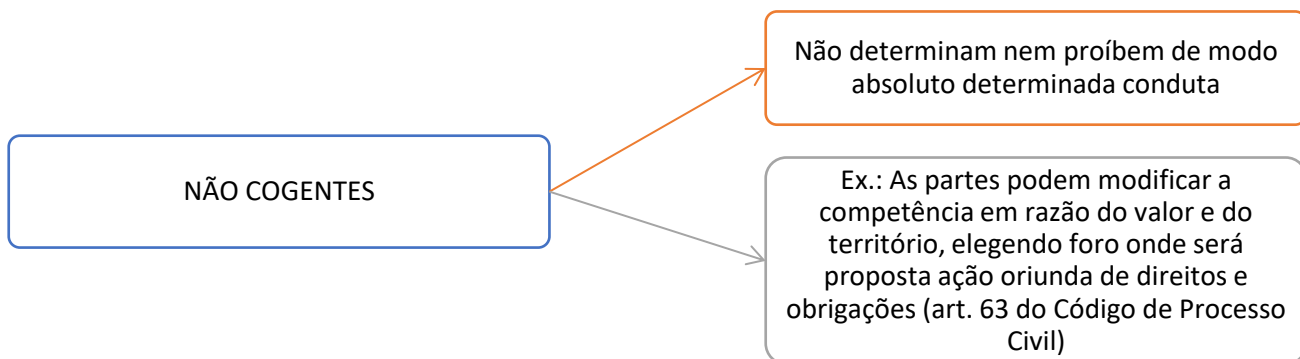 NÃO COGENTES
Não determinam nem proíbem de modo
absoluto determinada conduta
Ex.: As partes podem modificar a
competência em razão do valor e do
território, elegendo foro onde será
proposta ação oriunda de direitos e
obrigações (art. 63 do Código de Processo
Civil)